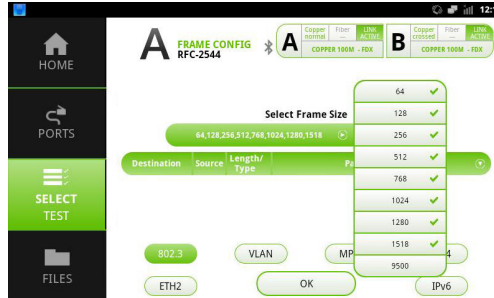 12:
HOME
PORTS
SELECT
TEST
FILES
A FRAME CONFIG
RFC-2544
A Copper normal Fiber --- LINK ACTIVE
COPPER 100M - FDX
B Copper crossed Fiber --- LINK ACTIVE
COPPER 100M - FDX
Select Frame Size
64,128,256,512,768,1024,1280,1518
Destination Source Length/ Type Pa
64
128
256
512
768
1024
1280
1518
9500
802.3 VLAN MP 4
ETH2 OK IPv6